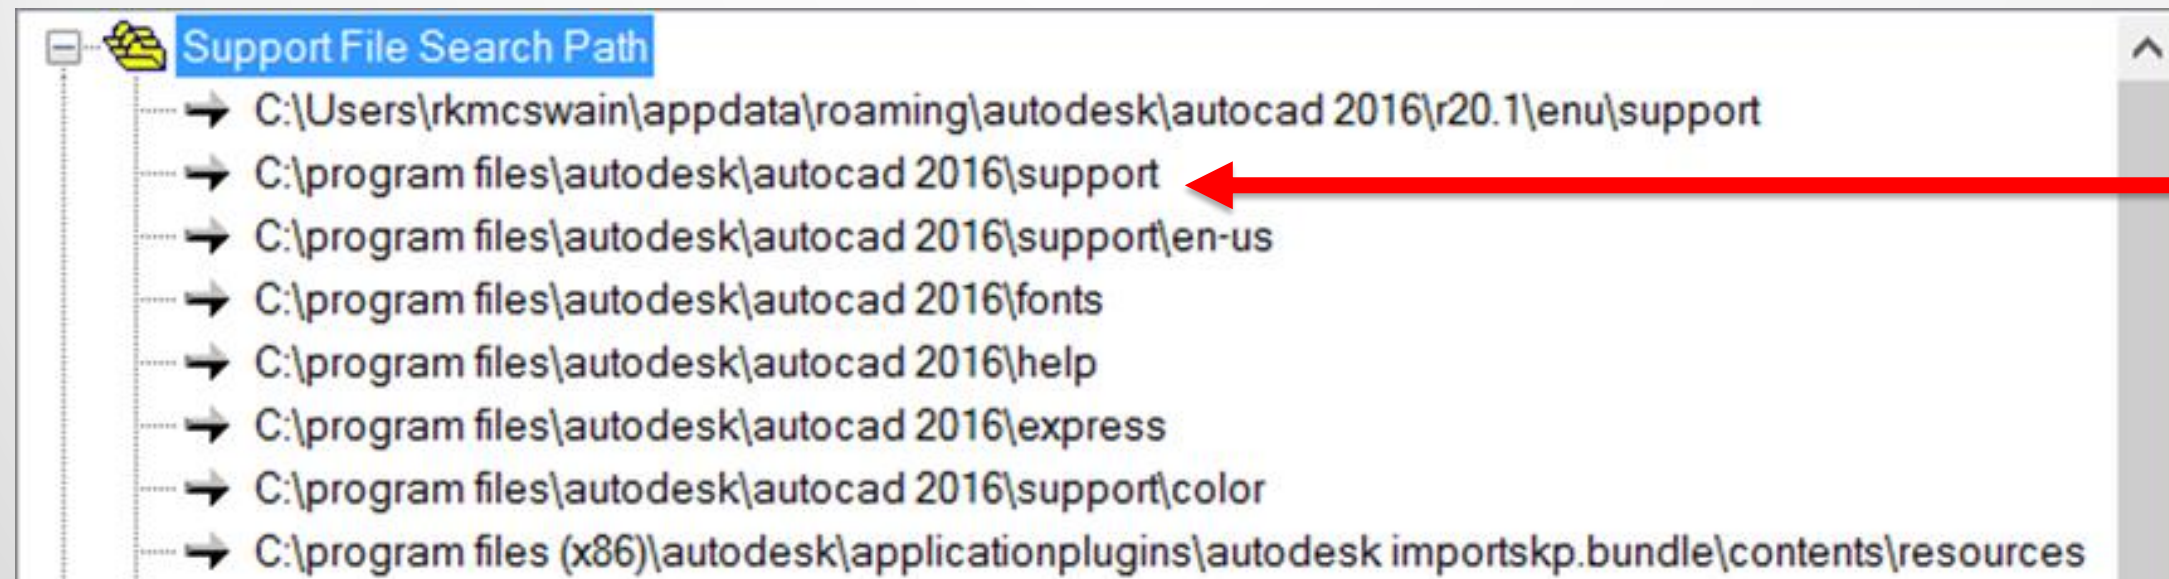 Support File Search Path
C:\Users\rkmcswain\appdata\roaming\autodesk\autocad 2016\r20.1\enu\support
C:\program files\autodesk\autocad 2016\support
C:\program files\autodesk\autocad 2016\support\en-us
C:\program files\autodesk\autocad 2016\fonts
C:\program files\autodesk\autocad 2016\help
C:\program files\autodesk\autocad 2016\express
C:\program files\autodesk\autocad 2016\support\color
C:\program files (x86)\autodesk\applicationplugins\autodesk importskp.bundle\contents\resources